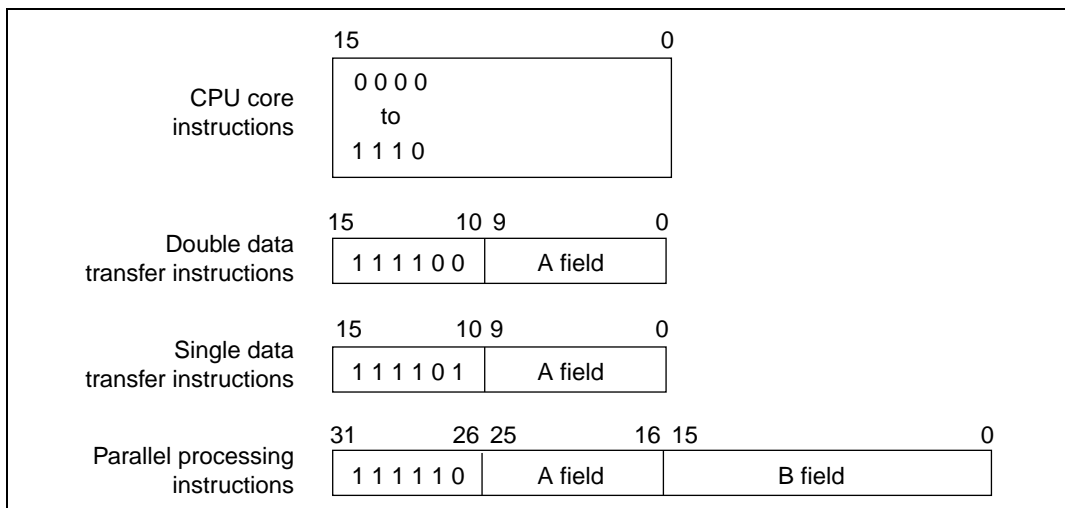 15 0
CPU core
instructions
0 0 0 0
to
1 1 1 0
15 10 9 0
Double data
transfer instructions
1 1 1 1 0 0 A field
15 10 9 0
Single data
transfer instructions
1 1 1 1 0 1 A field
31 26 25 16 15 0
Parallel processing
instructions
1 1 1 1 1 0 A field B field